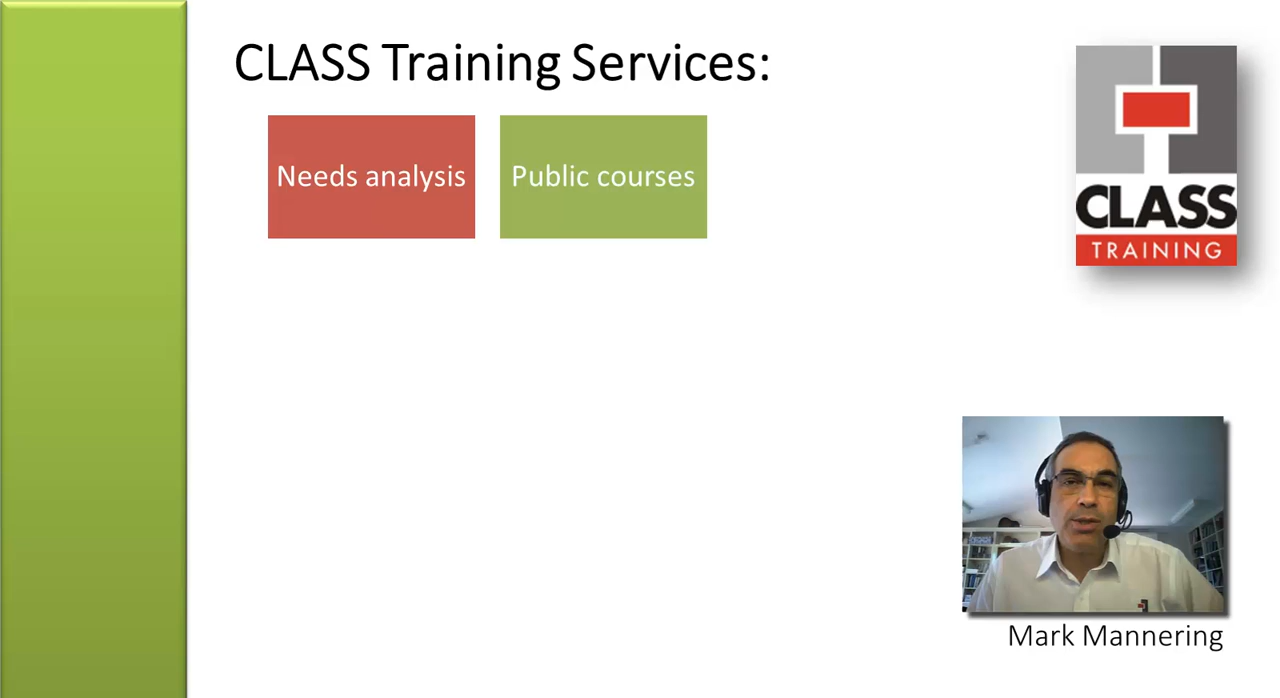 CLASS Training Services:
Needs analysis
Public courses
CLASS
TRAINING
Mark Mannering